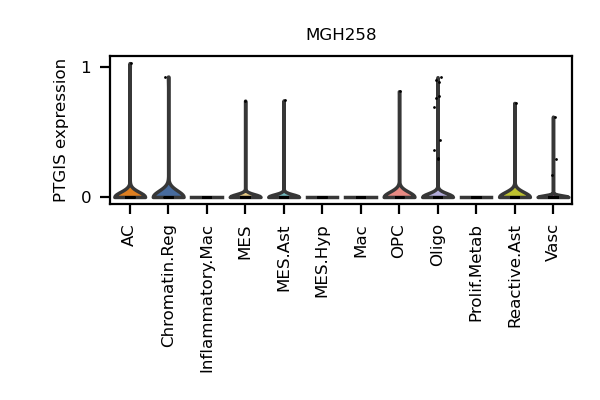 MGH258
PTGIS expression
1
0
AC
Chromatin.Reg
Inflammatory.Mac
MES
MES.Ast
MES.Hyp
Mac
OPC
Oligo
Prolif.Metab
Reactive.Ast
Vasc